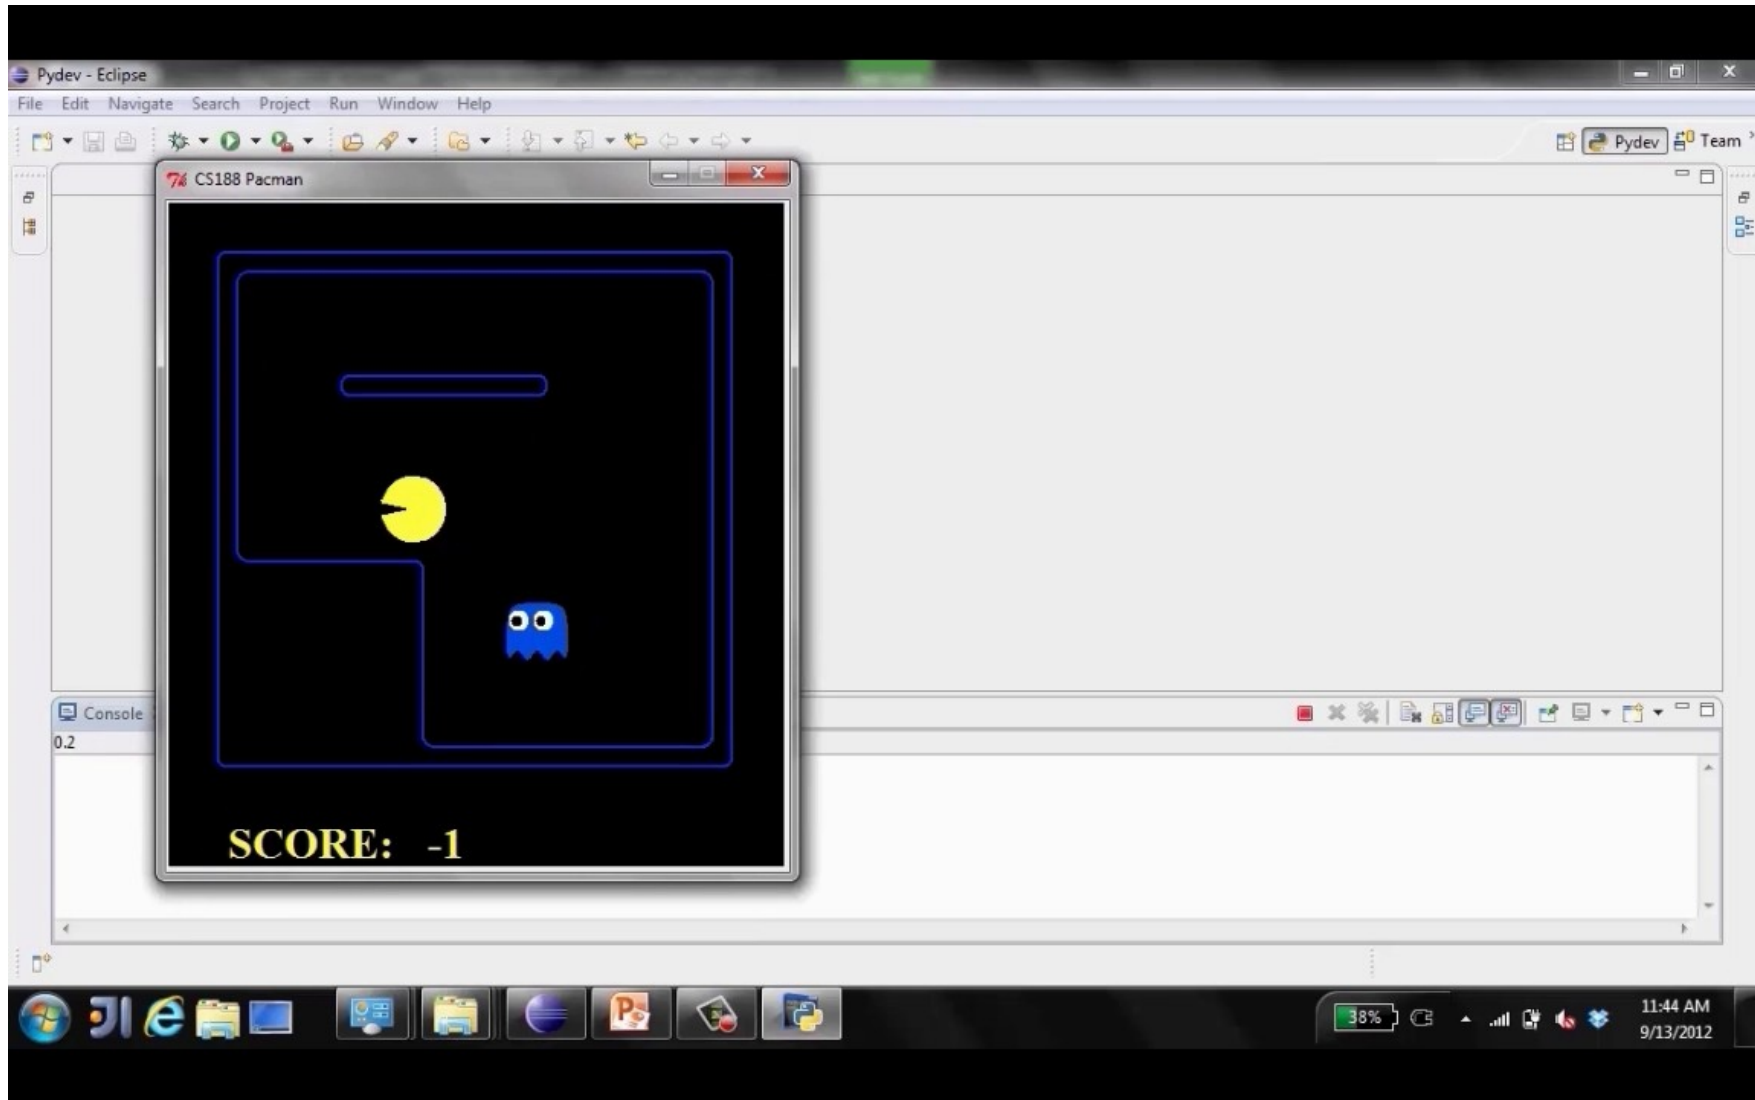 Pydev - Eclipse
File Edit Navigate Search Project Run Window Help
Pydev Team
CS188 Pacman
SCORE: -1
Console
0.2
38%
11:44 AM
9/13/2012